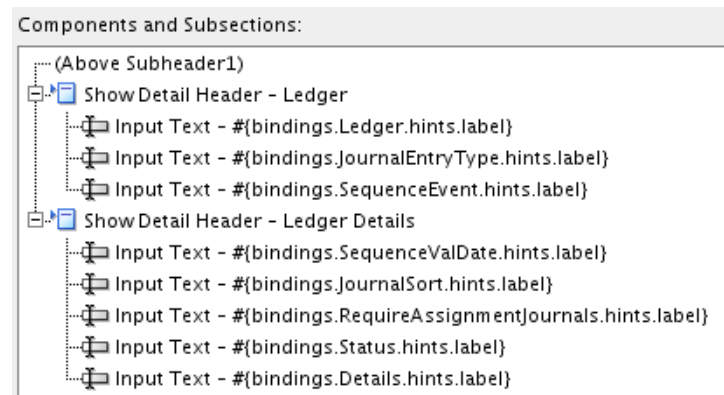 Components and Subsections:
(Above Subheader1)
Show Detail Header - Ledger
Input Text - #{bindings.Ledger.hints.label}
Input Text - #{bindings.JournalEntryType.hints.label}
Input Text - #{bindings.SequenceEvent.hints.label}
Show Detail Header - Ledger Details
Input Text - #{bindings.SequenceValDate.hints.label}
Input Text - #{bindings.JournalSort.hints.label}
Input Text - #{bindings.RequireAssignmentJournals.hints.label}
Input Text - #{bindings.Status.hints.label}
Input Text - #{bindings.Details.hints.label}